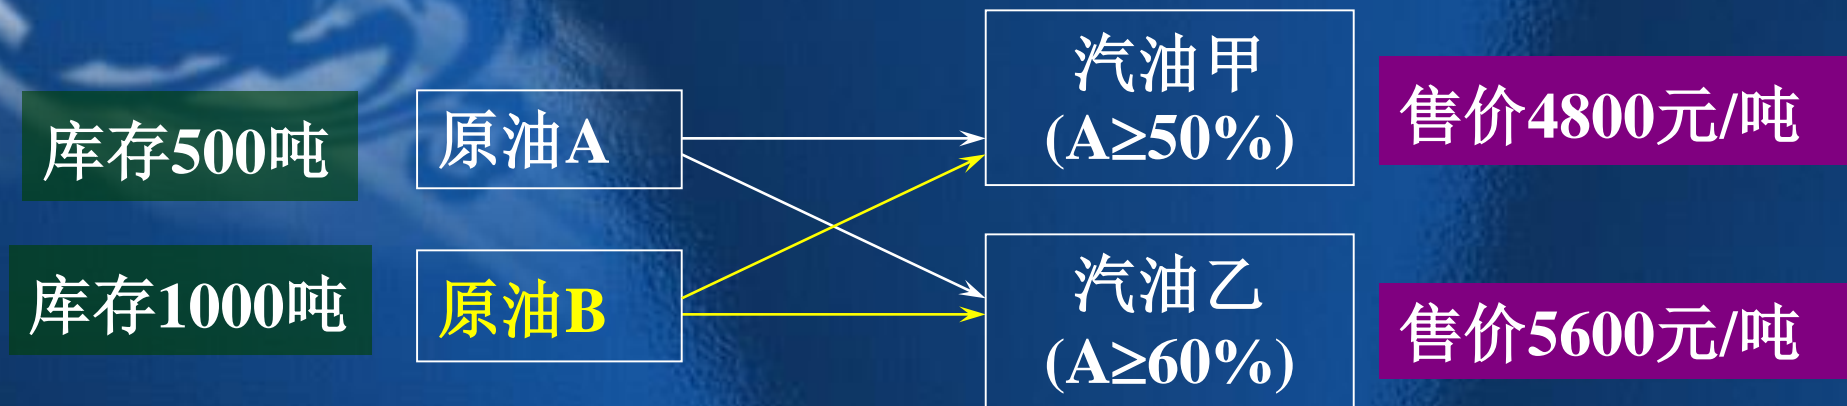 库存500吨
原油A
汽油甲
(A≥50%)
售价4800元/吨
库存1000吨
原油B
汽油乙
(A≥60%)
售价5600元/吨